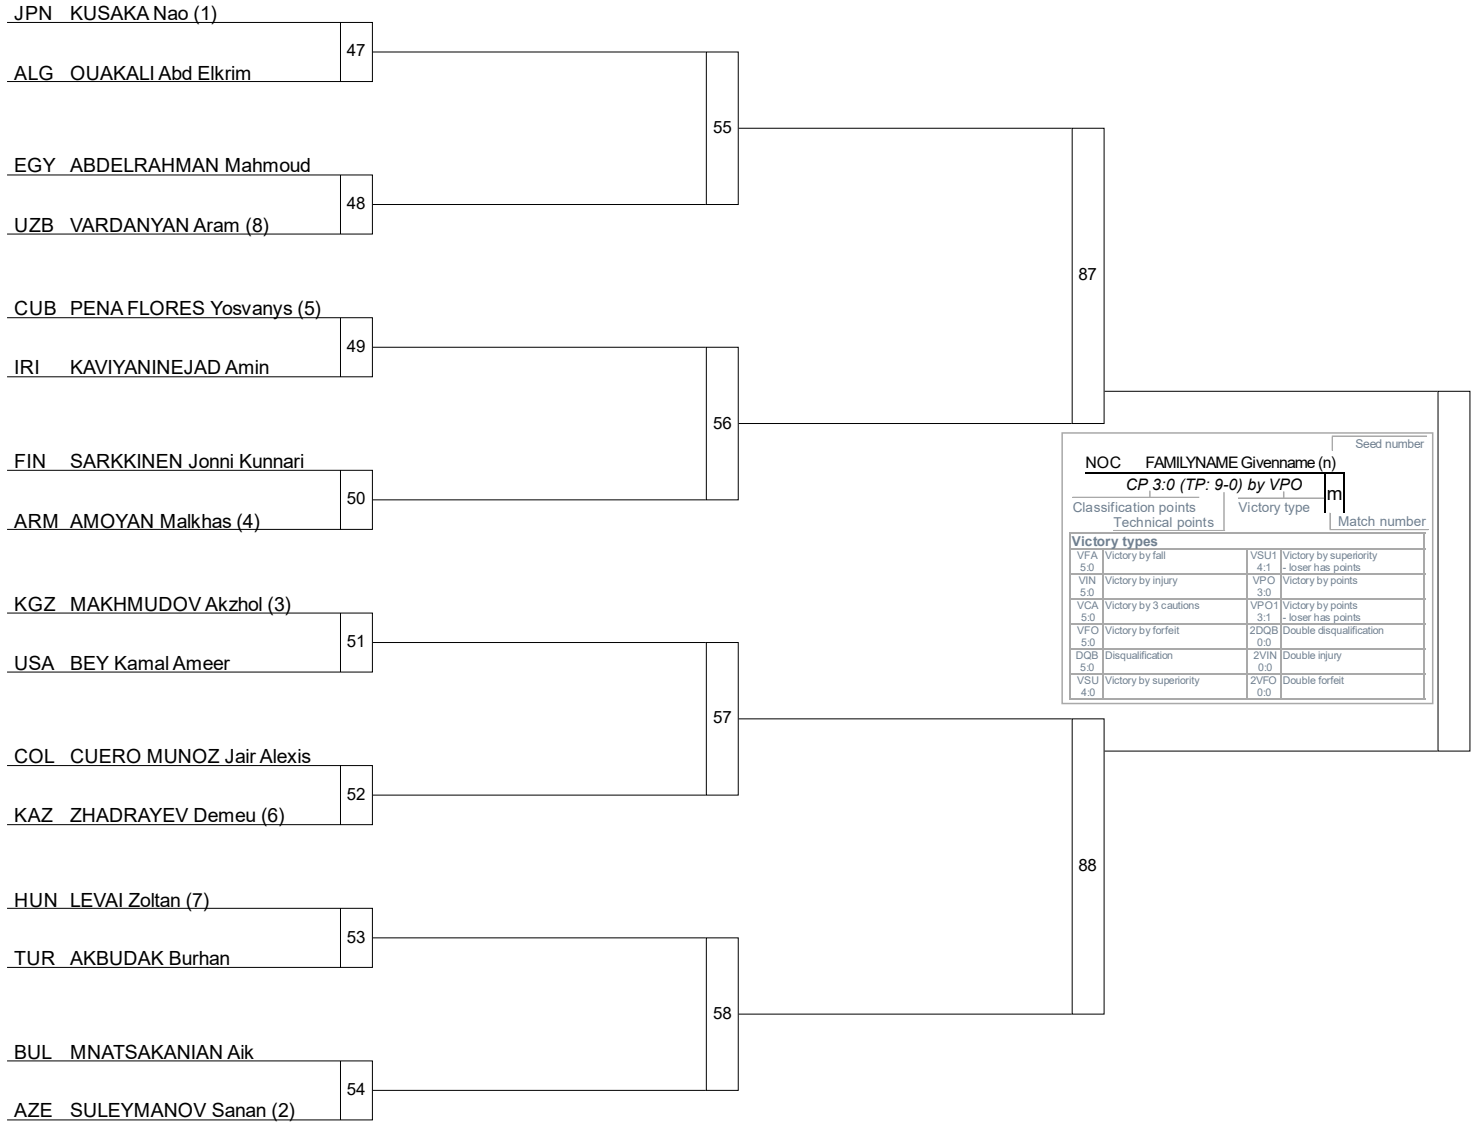 JPN KUSAKA Nao (1)
47
ALG OUAKALI Abd Elkrim
55
EGY ABDELRAHMAN Mahmoud
48
UZB VARDANYAN Aram (8)
87
CUB PENA FLORES Yosvanys (5)
49
IRI KAVIYANINEJAD Amin
56
FIN SARKKINEN Jonni Kunnari
50
ARM AMOYAN Malkhas (4)
Seed number
NOC FAMILYNAME Givenname (n)
CP 3:0 (TP: 9-0) by VPO
m
Classification points Victory type
Technical points Match number
Victory types
VFA Victory by fall VSU1 Victory by superiority
5:0 4:1 - loser has points
VIN Victory by injury VPO Victory by points
5:0 3:0
VCA Victory by 3 cautions VPO1 Victory by points
5:0 3:1 - loser has points
VFO Victory by forfeit 2DQB Double disqualification
5:0 0:0
DQB Disqualification 2VIN Double injury
5:0 0:0
VSU Victory by superiority 2VFO Double forfeit
4:0 0:0
KGZ MAKHMUDOV Akzhol (3)
51
USA BEY Kamal Ameer
57
COL CUERO MUNOZ Jair Alexis
52
KAZ ZHADRAYEV Demeu (6)
88
HUN LEVAI Zoltan (7)
53
TUR AKBUDAK Burhan
58
BUL MNATSAKANIAN Aik
54
AZE SULEYMANOV Sanan (2)